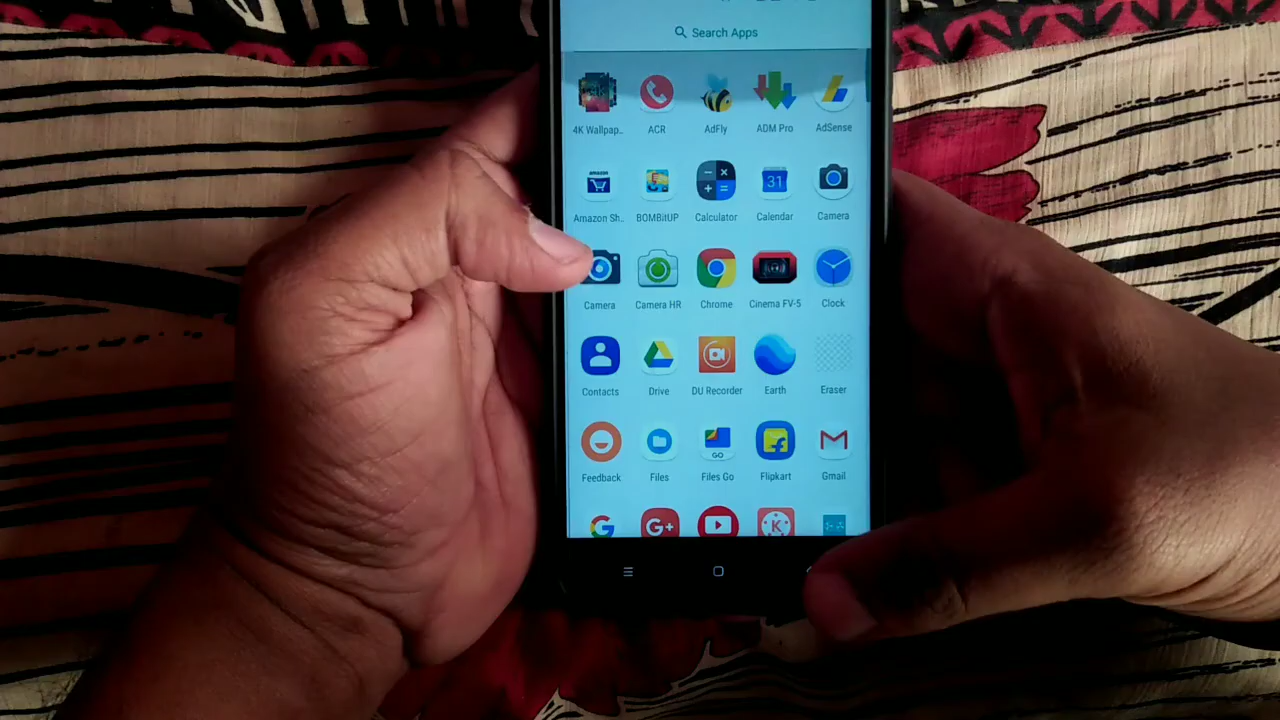 Search Apps
4K Wallpap.. ACR AdFly ADM Pro AdSense
amazon
Amazon Sh.. BOMBitUP Calculator Calendar Camera
31
Camera Camera HR Chrome Cinema FV-5 Clock
Contacts Drive DU Recorder Earth Eraser
GO
Feedback Files Files Go Flipkart Gmail
G G+ K